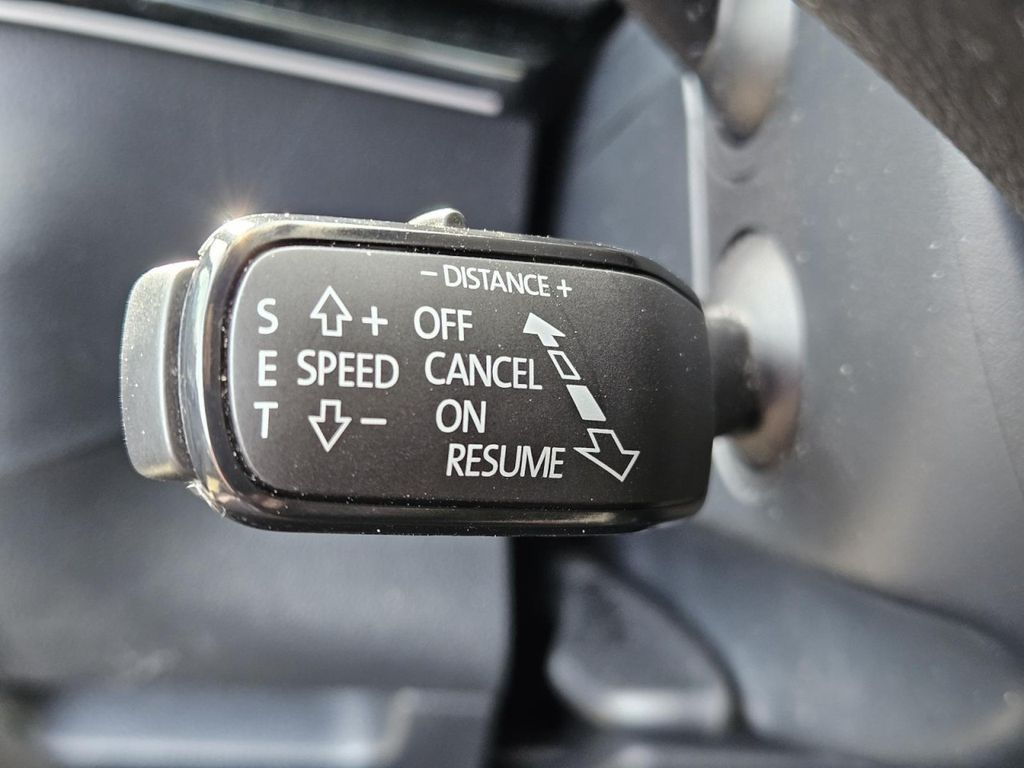 - DISTANCE +
S + OFF
E SPEED CANCEL
T - ON
RESUME